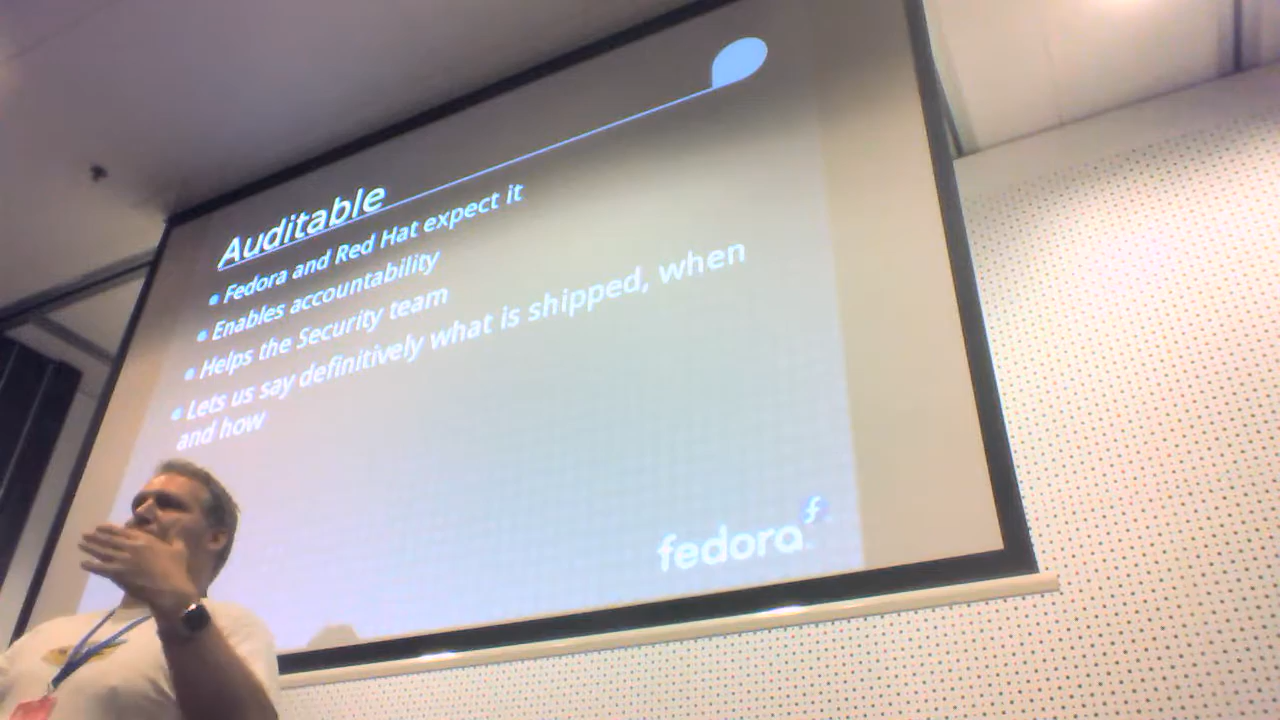 Auditable
• Fedora and Red Hat expect it
• Enables accountability
• Helps the Security team
• Lets us say definitively what is shipped, when
and how
fedora